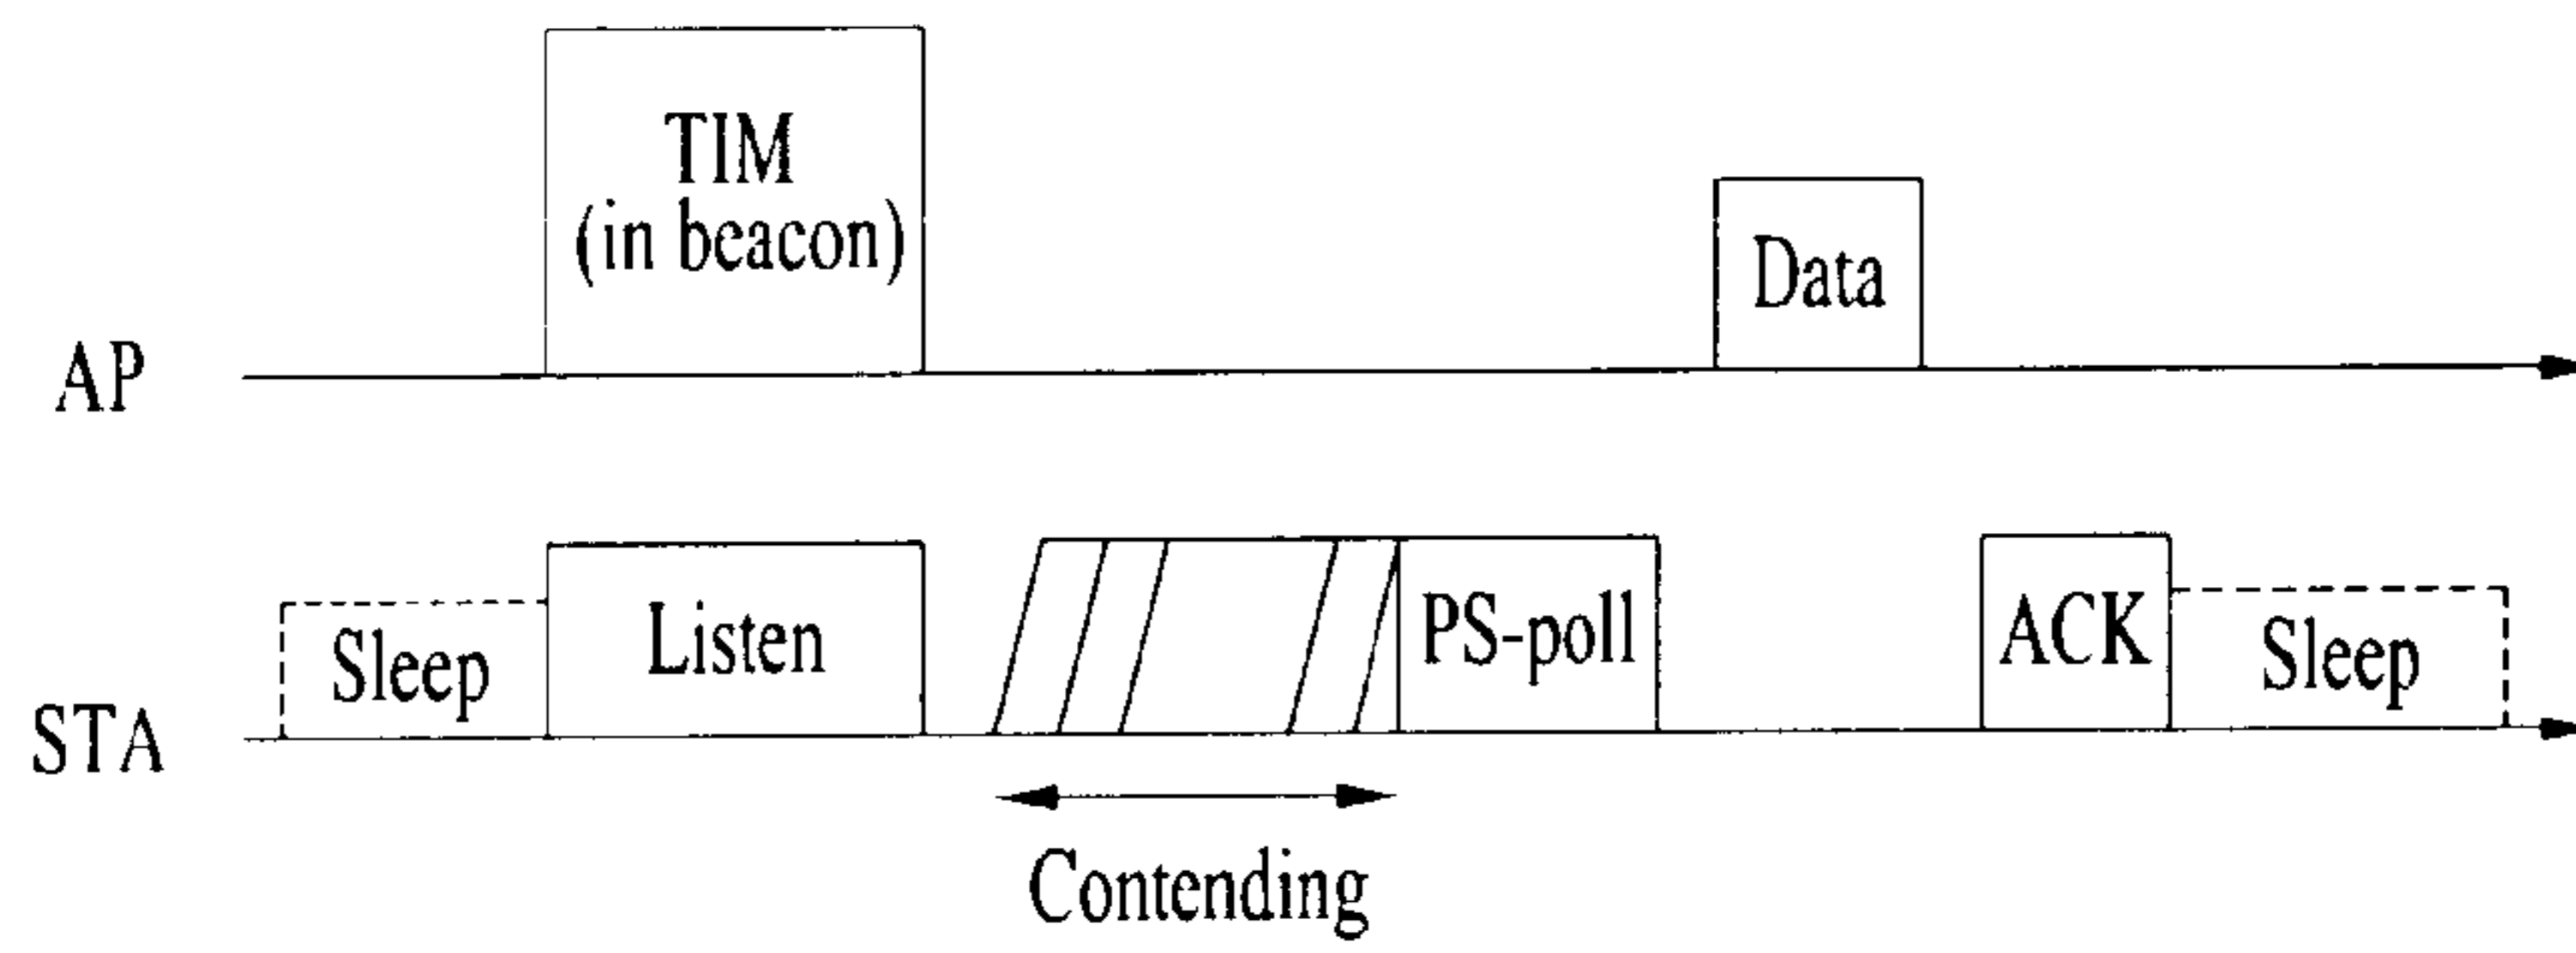 TIM
(in beacon)
Data
AP
Sleep
Listen
PS-poll
ACK
Sleep
STA
Contending